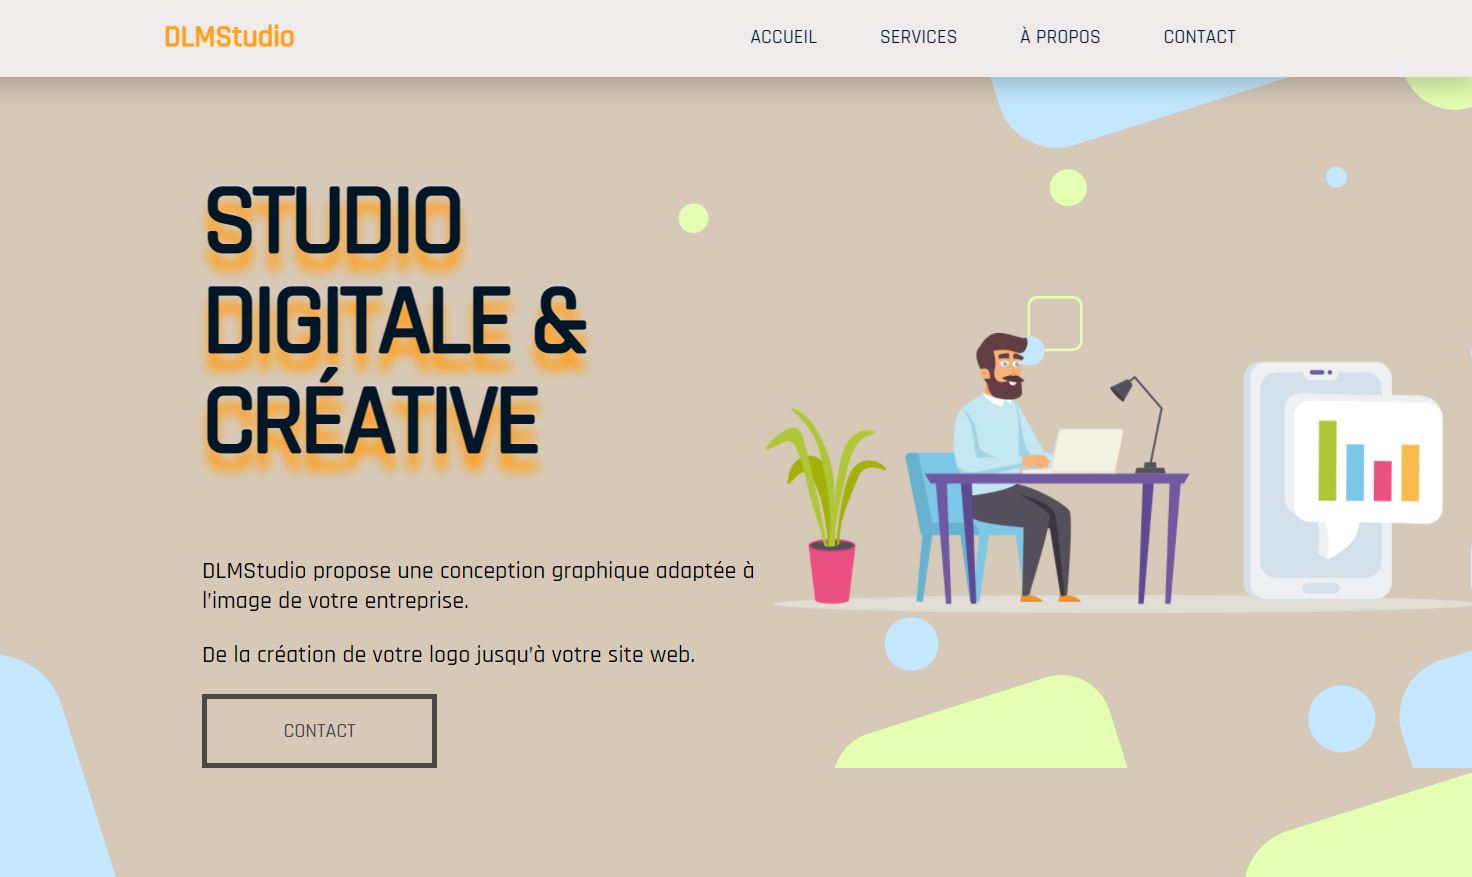 DLMStudio
ACCUEIL SERVICES À PROPOS CONTACT
STUDIO
DIGITALE &
CRÉATIVE
DLMStudio propose une conception graphique adaptée à
l'image de votre entreprise.
De la création de votre logo jusqu'à votre site web.
CONTACT